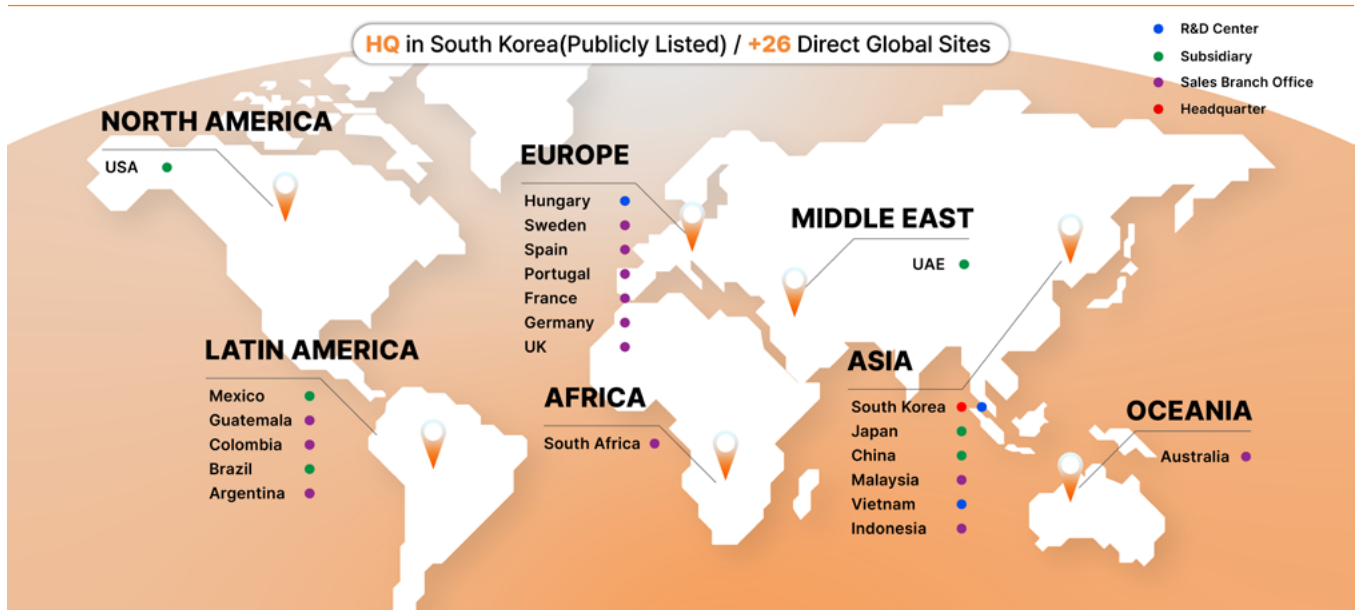 HQ in South Korea(Publicly Listed) / +26 Direct Global Sites
R&D Center
Subsidiary
Sales Branch Office
Headquarter
NORTH AMERICA
USA
EUROPE
Hungary
Sweden
Spain
Portugal
France
Germany
UK
MIDDLE EAST
UAE
LATIN AMERICA
Mexico
Guatemala
Colombia
Brazil
Argentina
AFRICA
South Africa
ASIA
South Korea
Japan
China
Malaysia
Vietnam
Indonesia
OCEANIA
Australia